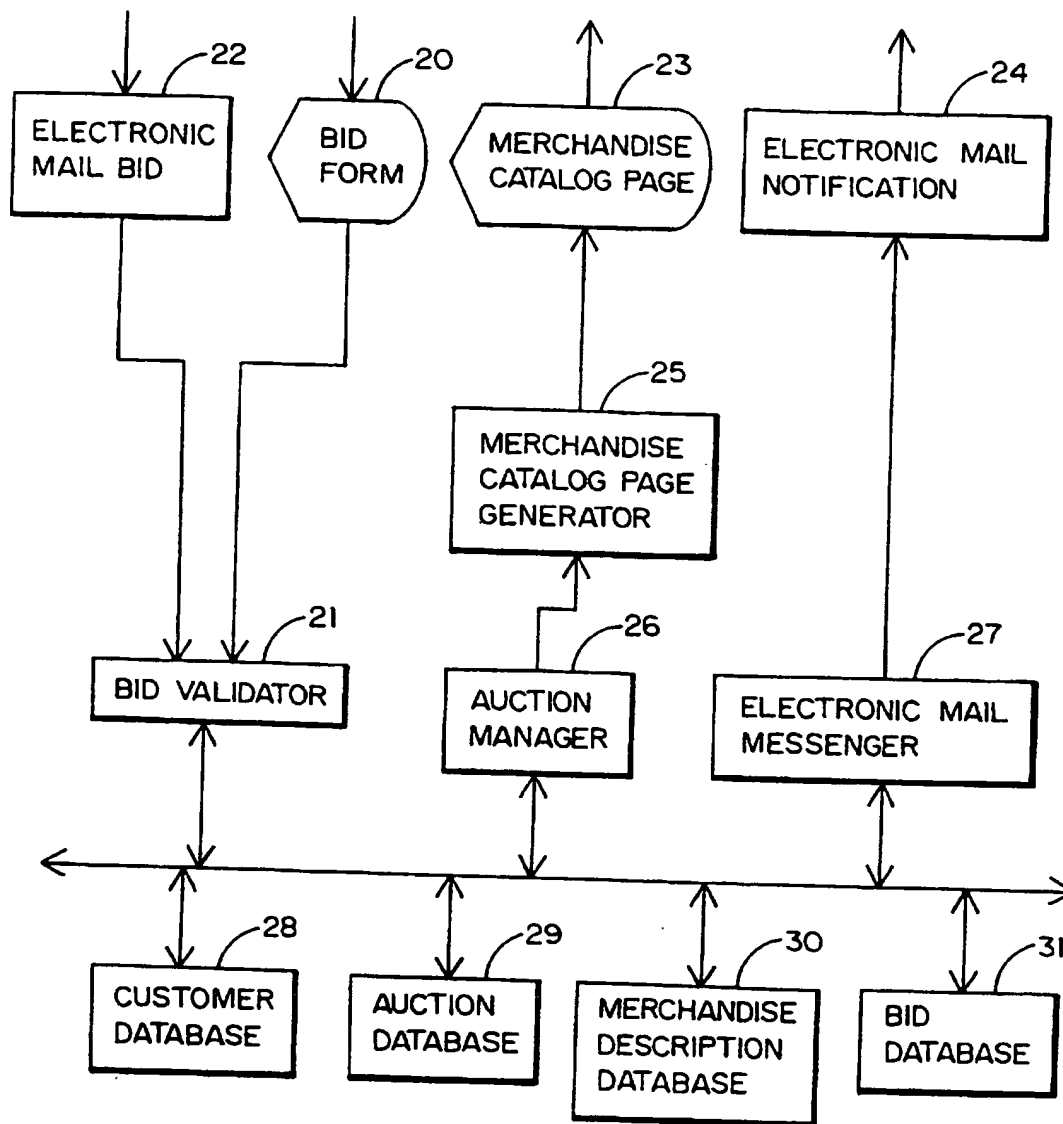 22
20
23
24
ELECTRONIC
MAIL BID
BID
FORM
MERCHANDISE
CATALOG PAGE
ELECTRONIC MAIL
NOTIFICATION
25
MERCHANDISE
CATALOG PAGE
GENERATOR
21
26
27
BID VALIDATOR
AUCTION
MANAGER
ELECTRONIC MAIL
MESSENGER
28
29
30
31
CUSTOMER
DATABASE
AUCTION
DATABASE
MERCHANDISE
DESCRIPTION
DATABASE
BID
DATABASE